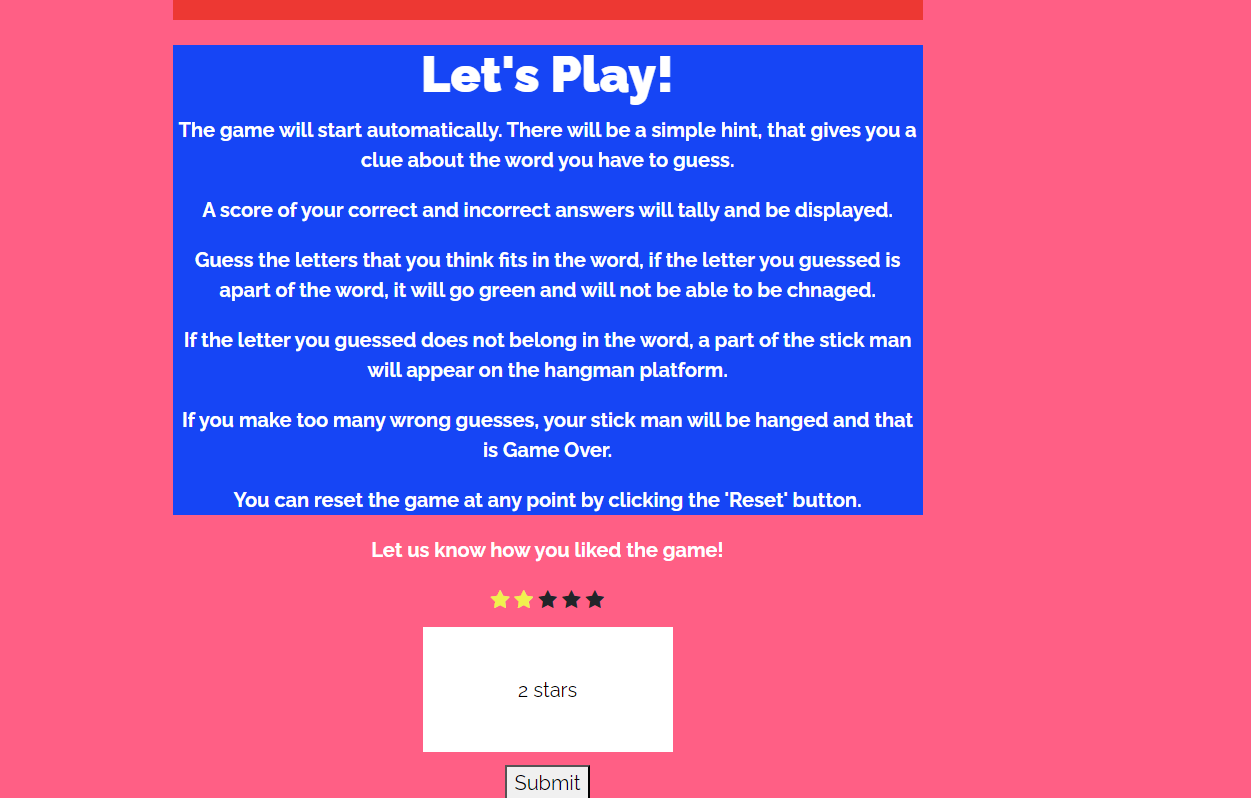 Let's Play!
The game will start automatically. There will be a simple hint, that gives you a
clue about the word you have to guess.
A score of your correct and incorrect answers will tally and be displayed.
Guess the letters that you think fits in the word, if the letter you guessed is
apart of the word, it will go green and will not be able to be chnaged.
If the letter you guessed does not belong in the word, a part of the stick man
will appear on the hangman platform.
If you make too many wrong guesses, your stick man will be hanged and that
is Game Over.
You can reset the game at any point by clicking the 'Reset' button.
Let us know how you liked the game!
2 stars
Submit